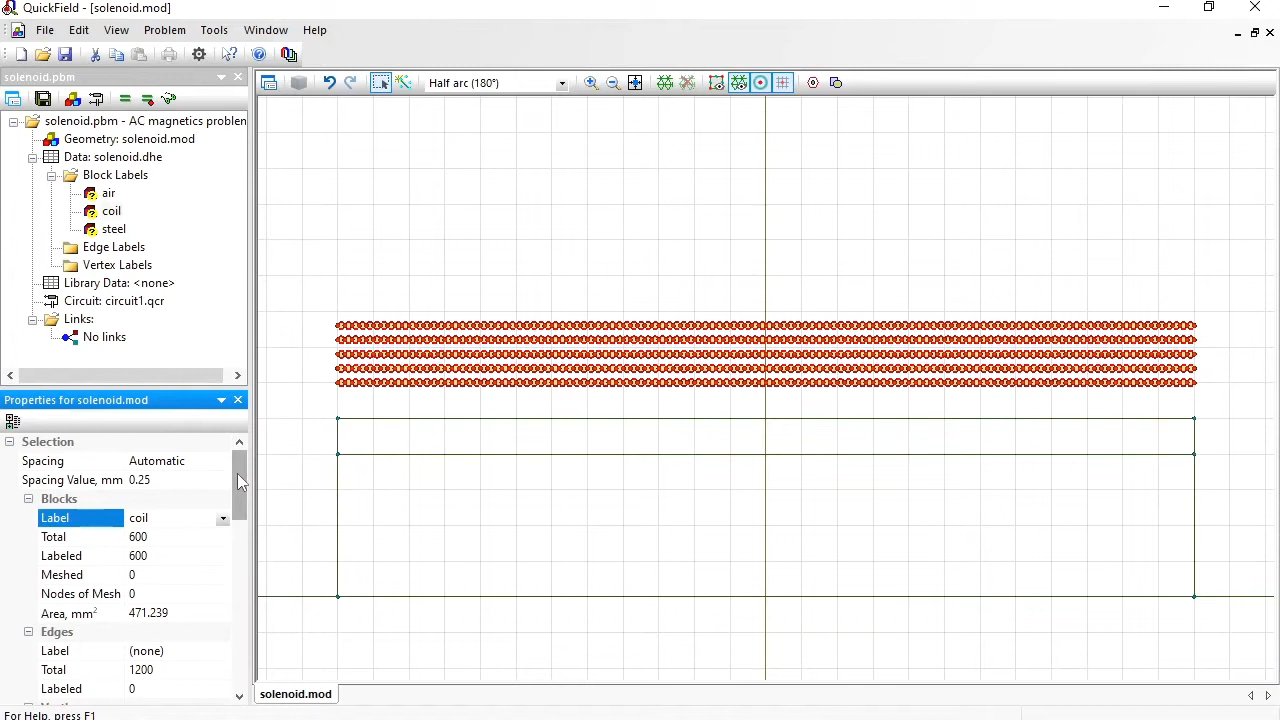 QuickField - [solenoid.mod]
File Edit View Problem Tools Window Help
solenoid.pbm
Half arc (180°)
solenoid.pbm - AC magnetics problem
Geometry: solenoid.mod
Data: solenoid.dhe
Block Labels
air
coil
steel
Edge Labels
Vertex Labels
Library Data: <none>
Circuit: circuit1.qcr
Links:
No links
Properties for solenoid.mod
Selection
Spacing Automatic
Spacing Value, mm 0.25
Blocks
Label coil
Total 600
Labeled 600
Meshed 0
Nodes of Mesh 0
Area, mm² 471.239
Edges
Label (none)
Total 1200
Labeled 0
solenoid.mod
For Help, press F1